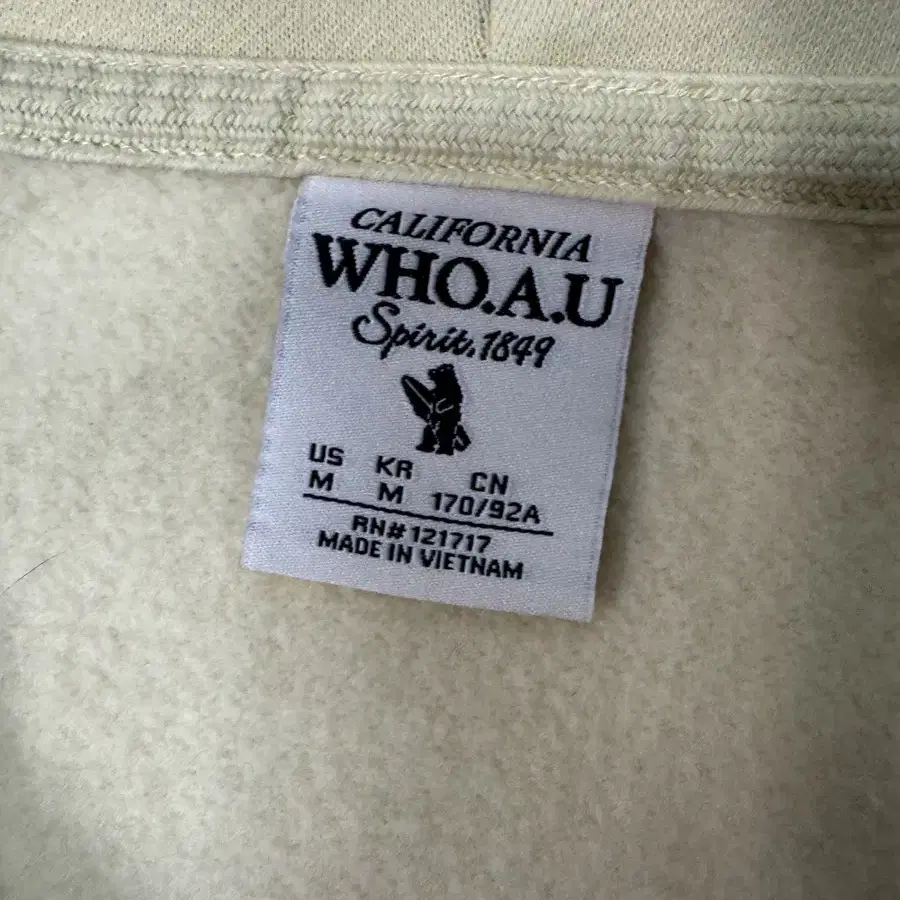 CALIFORNIA
WHO.A.U
Spirit.1849
US KR CN
M M 170/92A
RN#121717
MADE IN VIETNAM